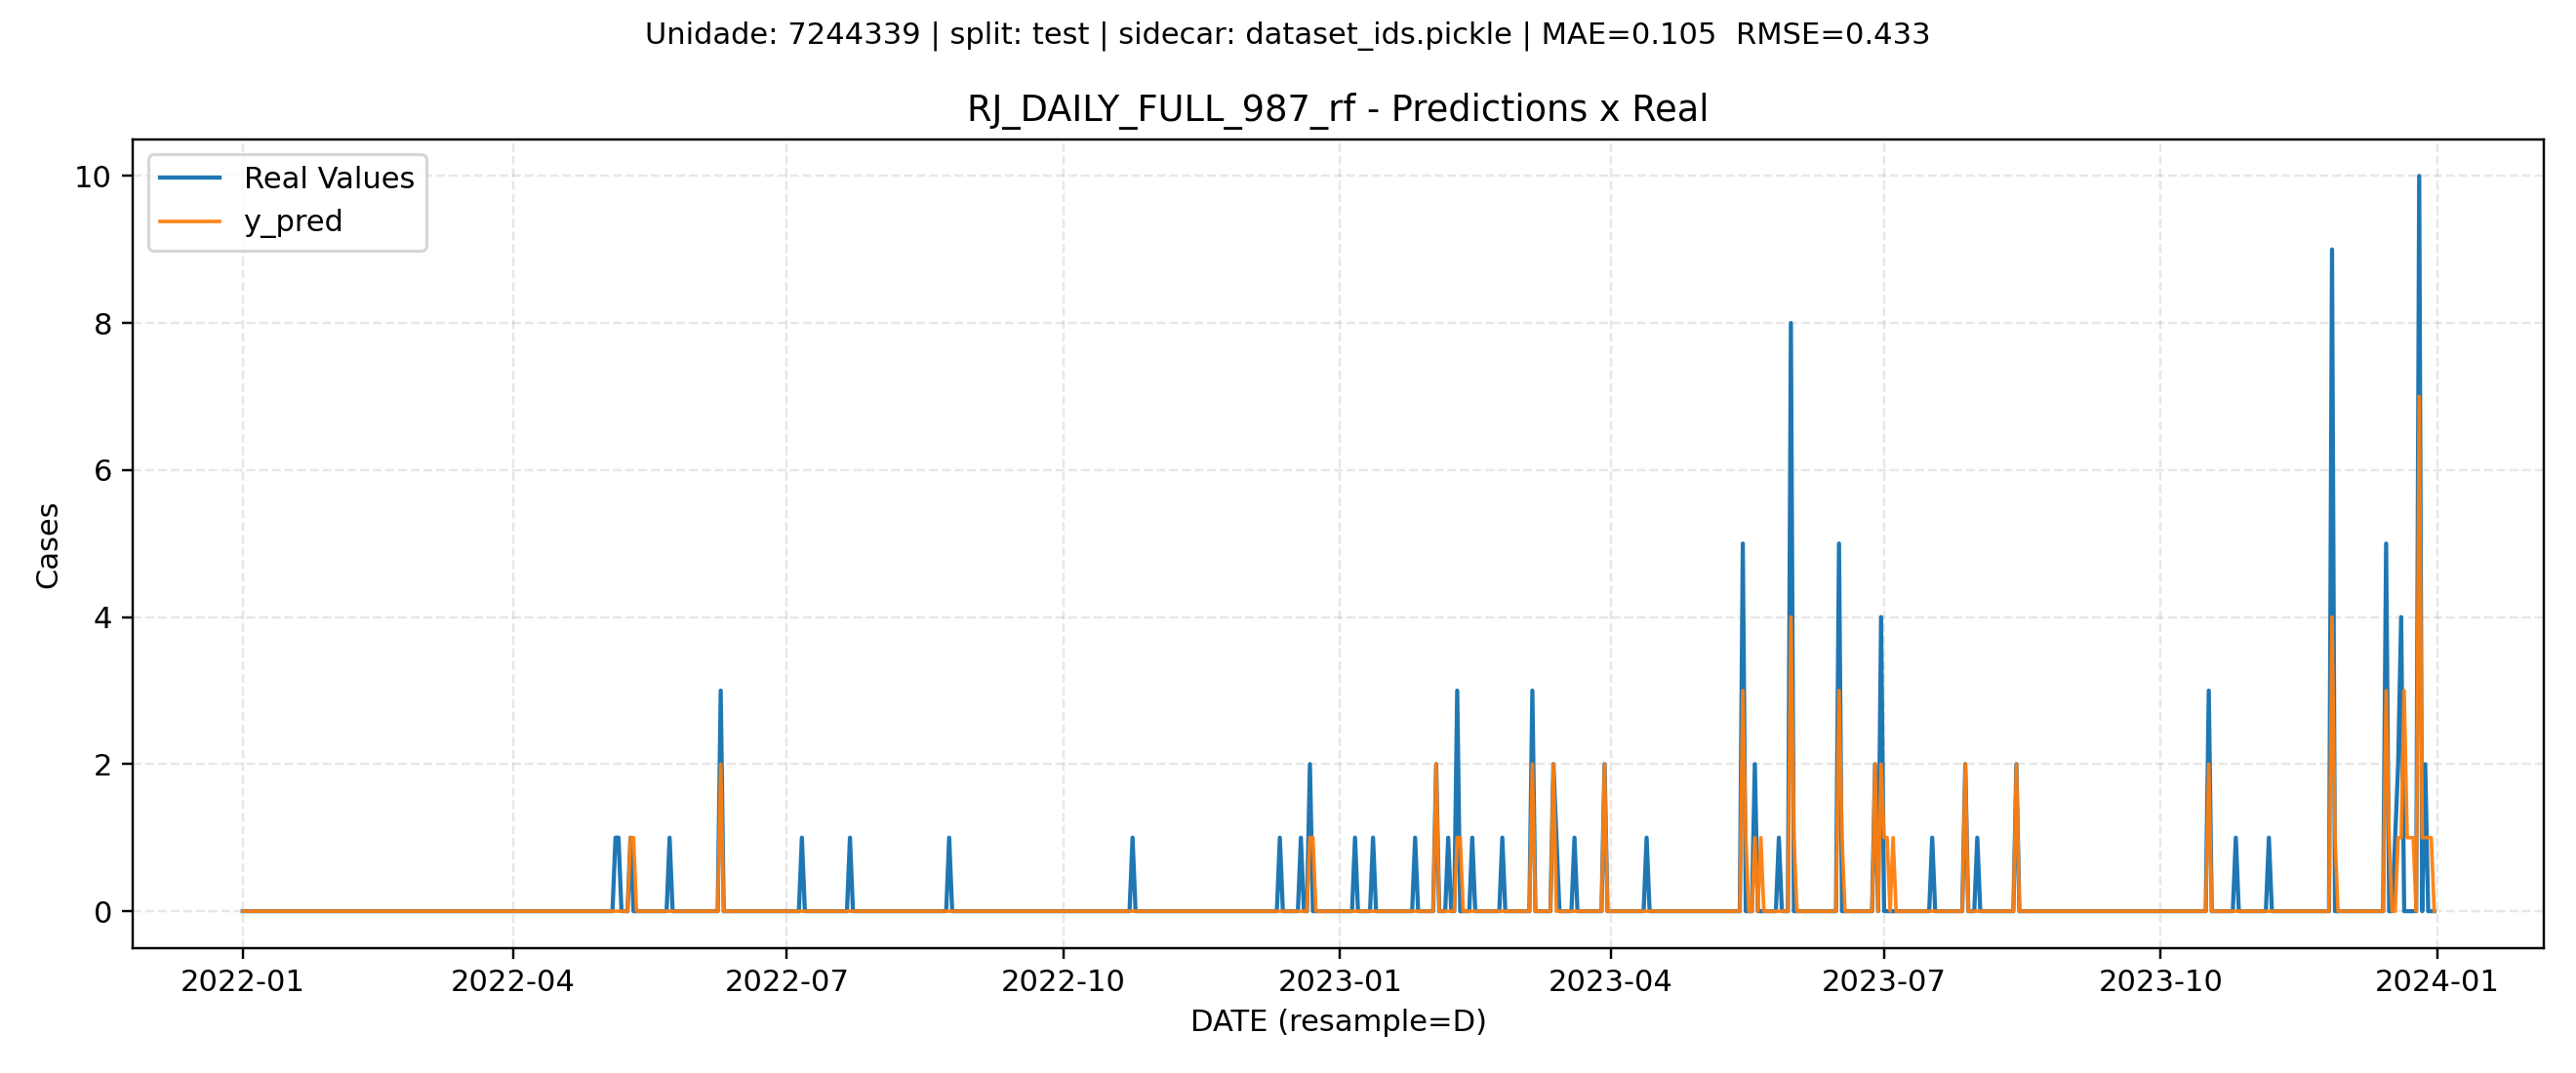 Unidade: 7244339 | split: test | sidecar: dataset_ids.pickle | MAE=0.105  RMSE=0.433
RJ_DAILY_FULL_987_rf - Predictions x Real
Real Values
y_pred
10
8
6
4
2
0
Cases
2022-01
2022-04
2022-07
2022-10
2023-01
2023-04
2023-07
2023-10
2024-01
DATE (resample=D)